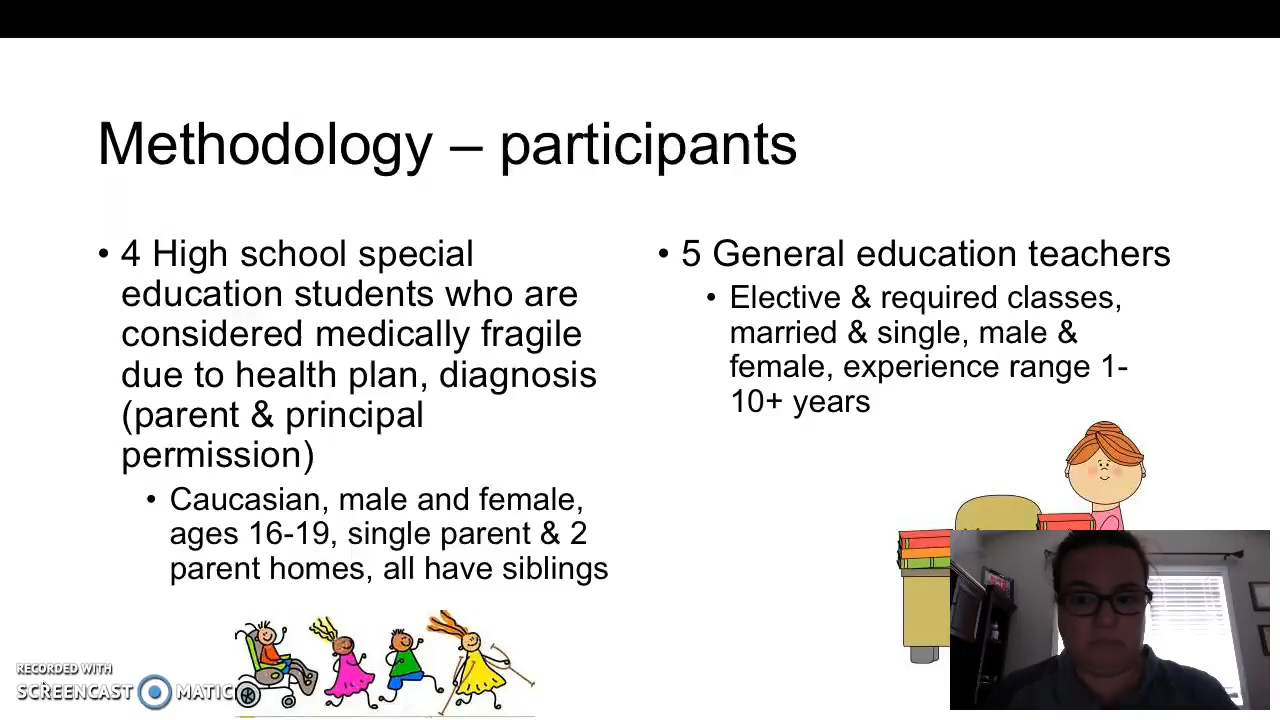 Methodology – participants
• 4 High school special
education students who are
considered medically fragile
due to health plan, diagnosis
(parent & principal
permission)
• Caucasian, male and female,
ages 16-19, single parent & 2
parent homes, all have siblings
• 5 General education teachers
• Elective & required classes,
married & single, male &
female, experience range 1-
10+ years
RECORDED WITH
SCREENCAST MATIC